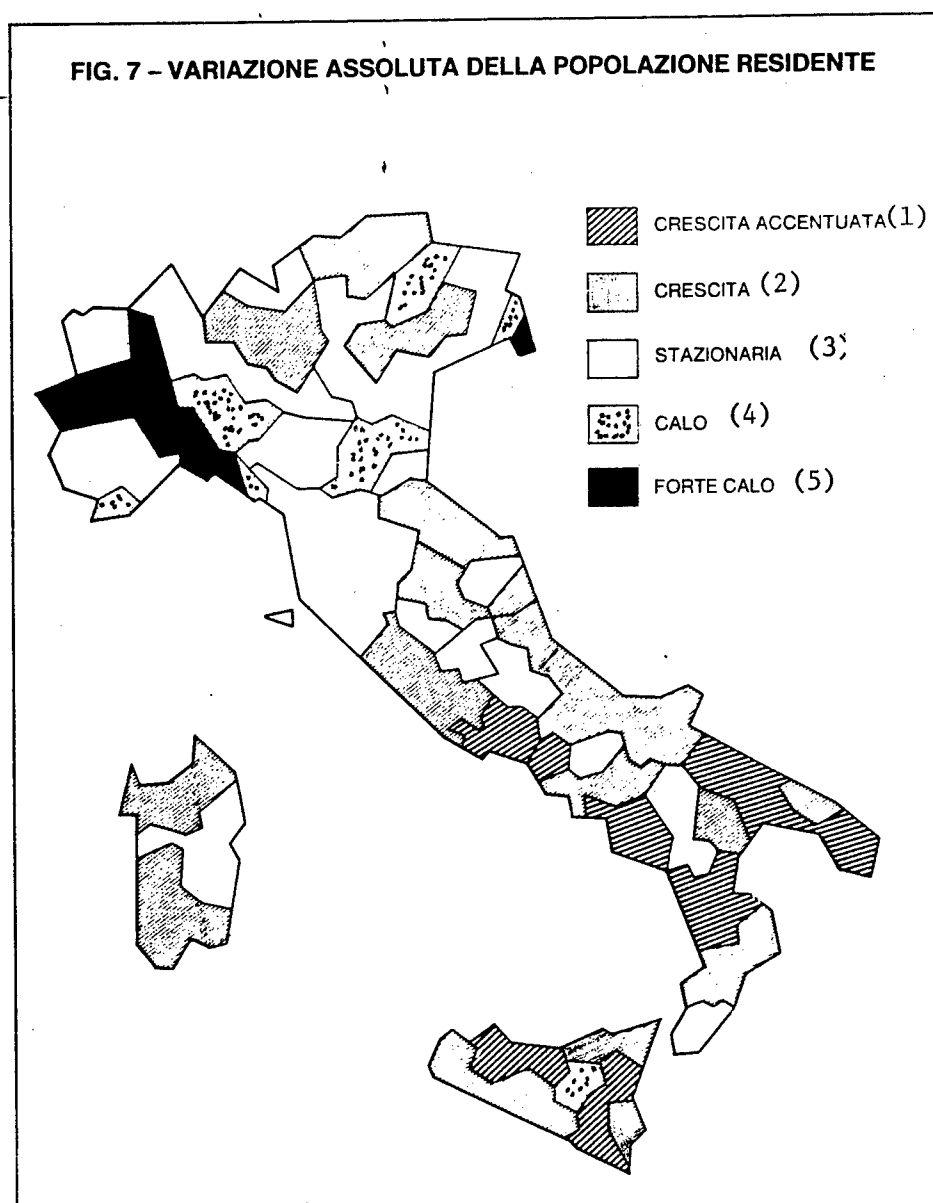 FIG. 7 – VARIAZIONE ASSOLUTA DELLA POPOLAZIONE RESIDENTE
CRESCITA ACCENTUATA (1)
CRESCITA (2)
STAZIONARIA (3)
CALO (4)
FORTE CALO (5)